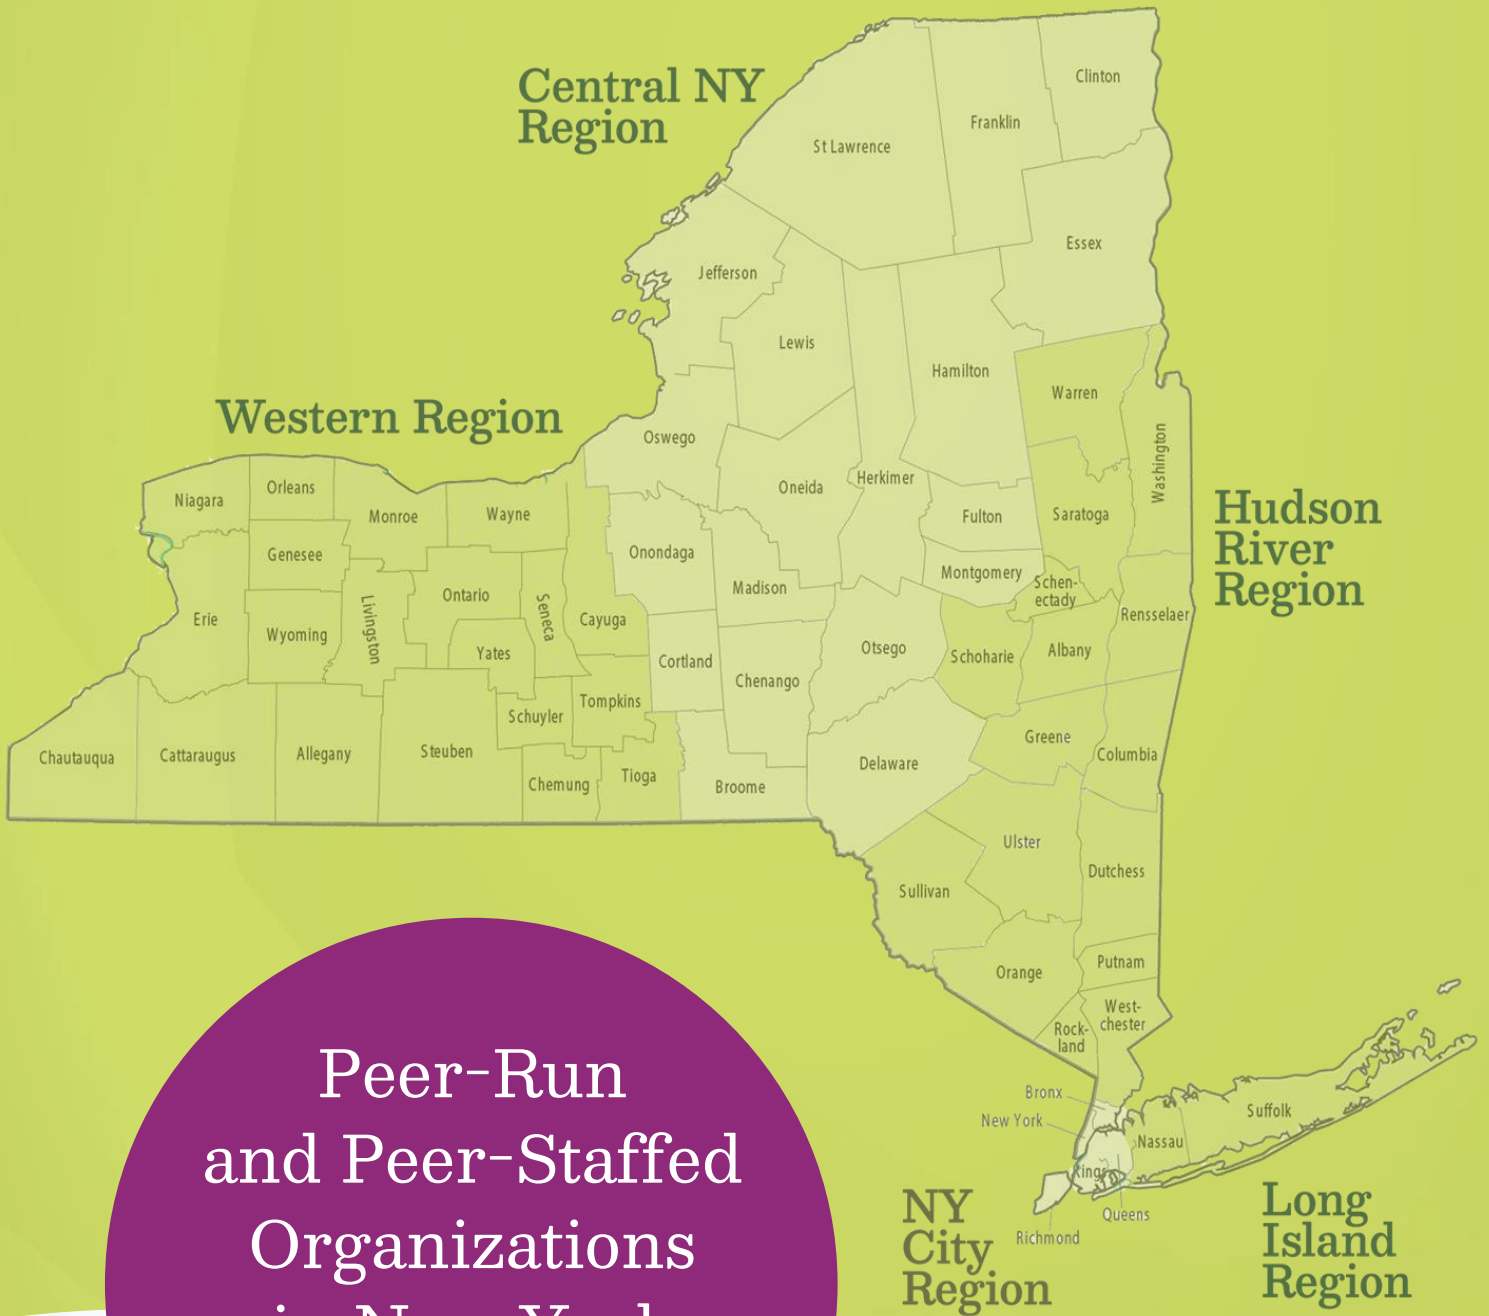 Central NY
Region
Clinton
Franklin
St Lawrence
Essex
Jefferson
Lewis
Hamilton
Warren
Western Region
Washington
Oswego
Herkimer
Oneida
Niagara
Orleans
Monroe
Wayne
Fulton
Saratoga
Hudson
River
Region
Genesee
Onondaga
Montgomery
Schen-
ectady
Madison
Ontario
Seneca
Livingston
Erie
Wyoming
Cayuga
Rensselaer
Yates
Cortland
Otsego
Schoharie
Albany
Chenango
Tompkins
Schuyler
Greene
Columbia
Chautauqua
Cattaraugus
Allegany
Steuben
Chemung
Tioga
Broome
Delaware
Ulster
Dutchess
Sullivan
Orange
Putnam
West-
chester
Rock-
land
Bronx
New York
Suffolk
Nassau
Kings
Queens
Richmond
NY
City
Region
Long
Island
Region
Peer-Run
and Peer-Staffed
Organizations
in New York